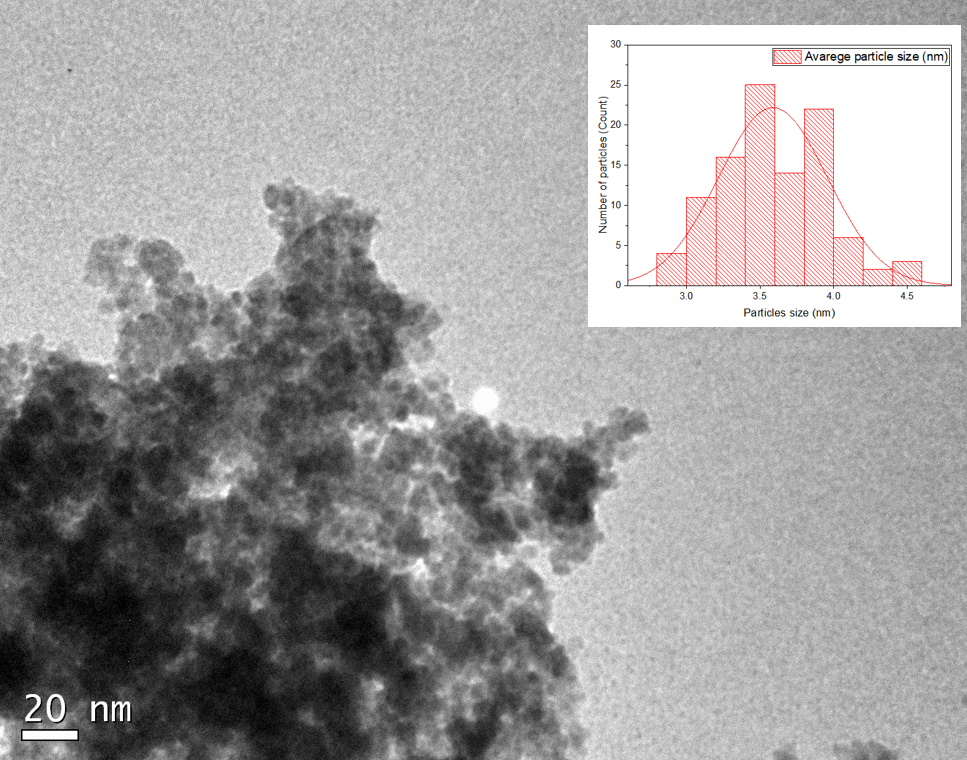 Avarege particle size (nm)
Number of particles (Count)
30
25
20
15
10
5
0
3.0 3.5 4.0 4.5
Particles size (nm)
20 nm